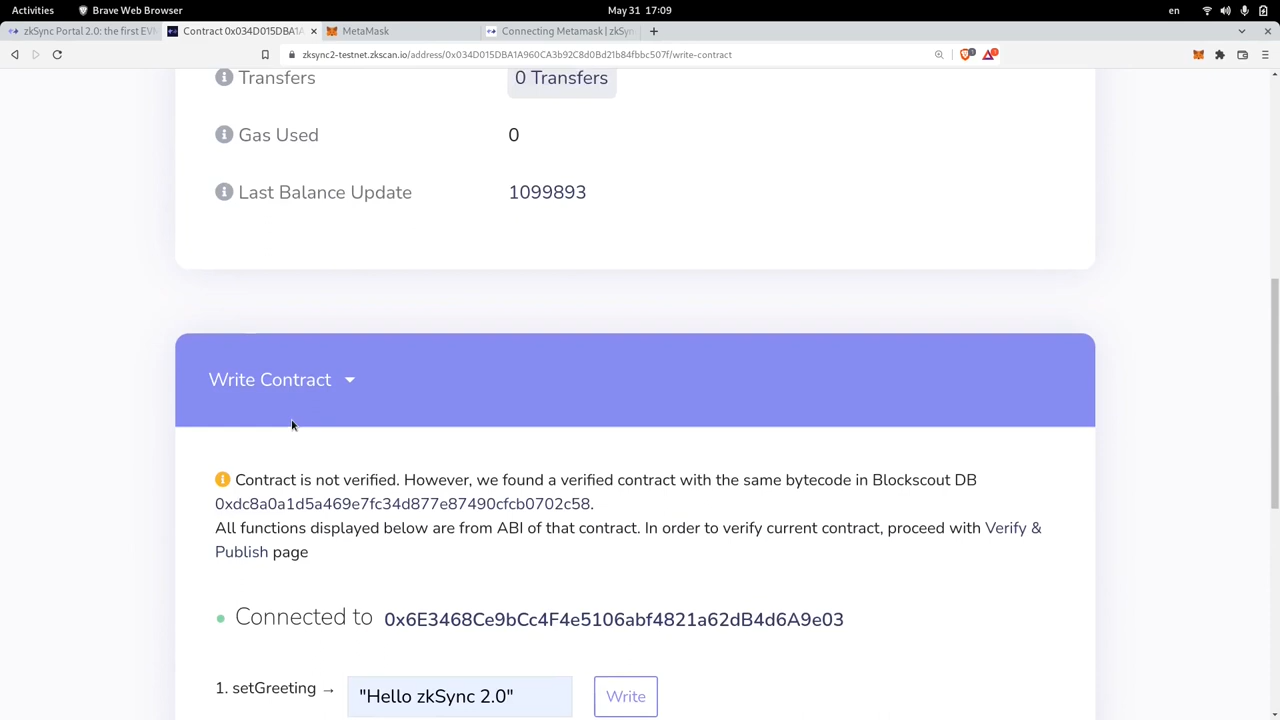 Activities
Brave Web Browser
May 31 17:09
en
zkSync Portal 2.0: the first EVM
Contract 0x034D015DBA1A
MetaMask
Connecting Metamask | zkSyn
zksync2-testnet.zkscan.io/address/0x034D015DBA1A960CA3b92C8d0Bd21b84fbbc507f/write-contract
Transfers
0 Transfers
Gas Used
0
Last Balance Update
1099893
Write Contract
Contract is not verified. However, we found a verified contract with the same bytecode in Blockscout DB
0xdc8a0a1d5a469e7fc34d877e87490cfcb0702c58.
All functions displayed below are from ABI of that contract. In order to verify current contract, proceed with Verify &
Publish page
Connected to 0x6E3468Ce9bCc4F4e5106abf4821a62dB4d6A9e03
1. setGreeting →
"Hello zkSync 2.0"
Write